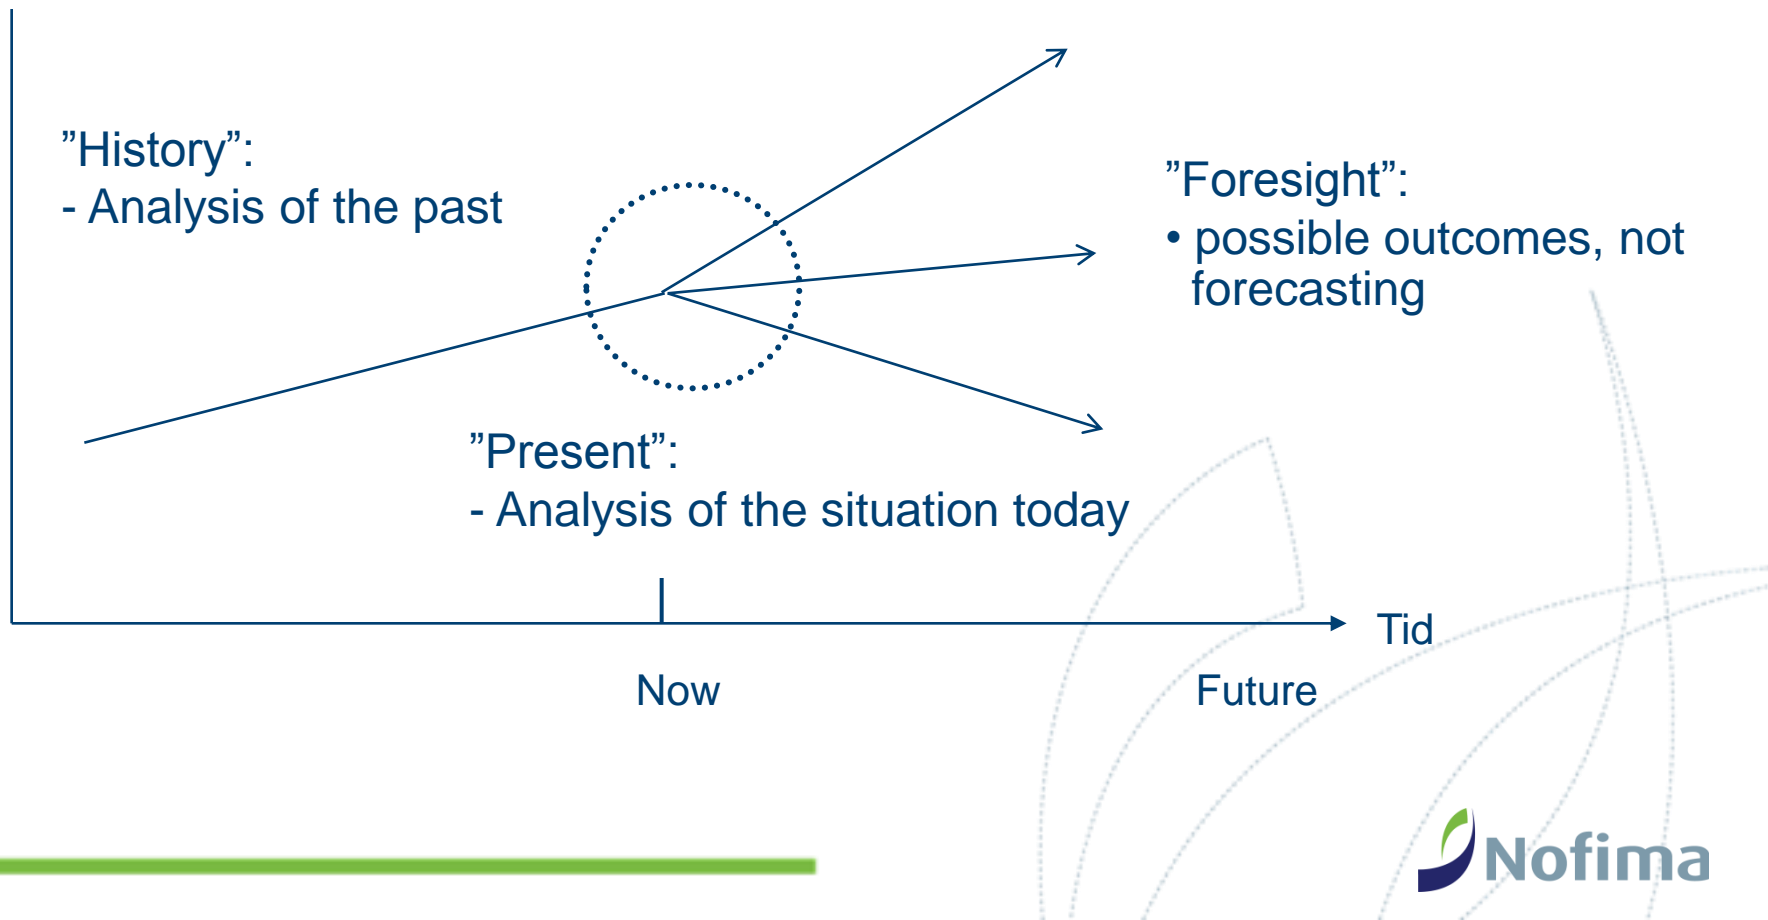 ”History”:
- Analysis of the past
”Foresight”:
• possible outcomes, not
forecasting
”Present”:
- Analysis of the situation today
Tid
Now
Future
Nofima